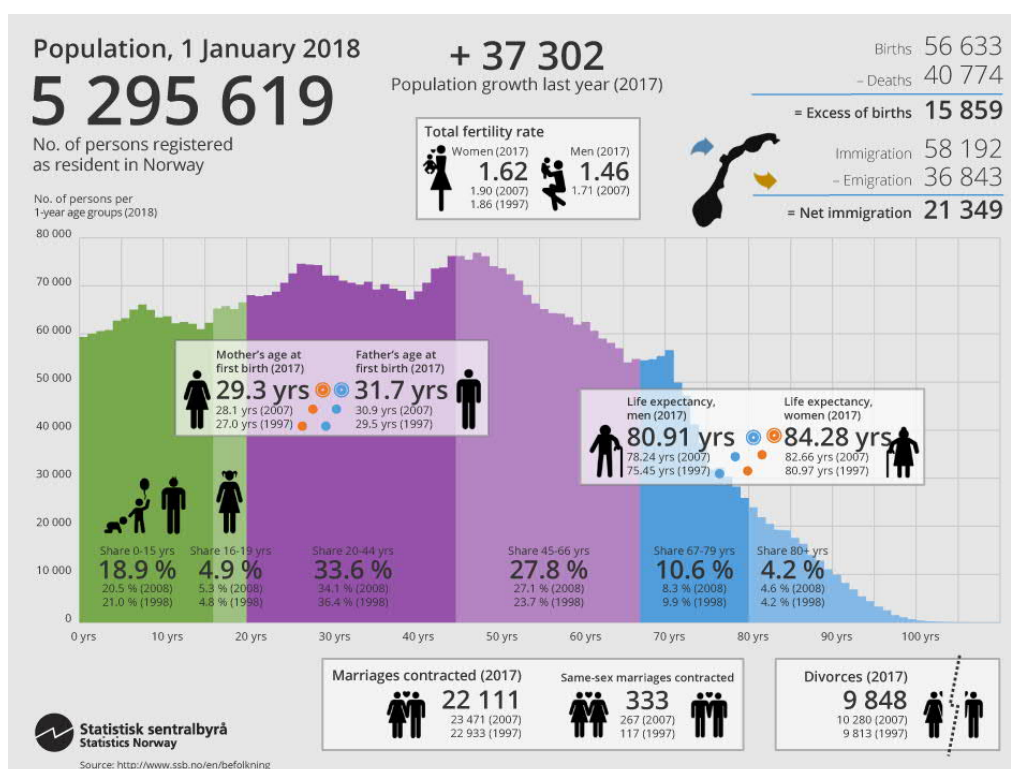 Population, 1 January 2018
5 295 619
No. of persons registered
as resident in Norway
+ 37 302
Population growth last year (2017)
Births 56 633
– Deaths 40 774
= Excess of births 15 859
Immigration 58 192
– Emigration 36 843
= Net immigration 21 349
Total fertility rate
Women (2017)
1.62
1.90 (2007)
1.86 (1997)
Men (2017)
1.46
1.71 (2007)
No. of persons per
1-year age groups (2018)
80 000
70 000
60 000
50 000
40 000
30 000
20 000
10 000
0
Mother's age at
first birth (2017)
29.3 yrs
28.1 yrs (2007)
27.0 yrs (1997)
Father's age at
first birth (2017)
31.7 yrs
30.9 yrs (2007)
29.5 yrs (1997)
Life expectancy,
men (2017)
80.91 yrs
78.24 yrs (2007)
75.45 yrs (1997)
Life expectancy,
women (2017)
84.28 yrs
82.66 yrs (2007)
80.97 yrs (1997)
Share 0-15 yrs
18.9 %
20.5 % (2008)
21.0 % (1998)
Share 16-19 yrs
4.9 %
5.3 % (2008)
4.8 % (1998)
Share 20-44 yrs
33.6 %
34.1 % (2008)
36.4 % (1998)
Share 45-66 yrs
27.8 %
27.1 % (2008)
23.7 % (1998)
Share 67-79 yrs
10.6 %
8.3 % (2008)
9.9 % (1998)
Share 80+ yrs
4.2 %
4.6 % (2008)
4.2 % (1998)
0 yrs 10 yrs 20 yrs 30 yrs 40 yrs 50 yrs 60 yrs 70 yrs 80 yrs 90 yrs 100 yrs
Marriages contracted (2017)
22 111
23 471 (2007)
22 933 (1997)
Same-sex marriages contracted
333
267 (2007)
117 (1997)
Divorces (2017)
9 848
10 280 (2007)
9 813 (1997)
Statistisk sentralbyrå
Statistics Norway
Source: http://www.ssb.no/en/befolkning